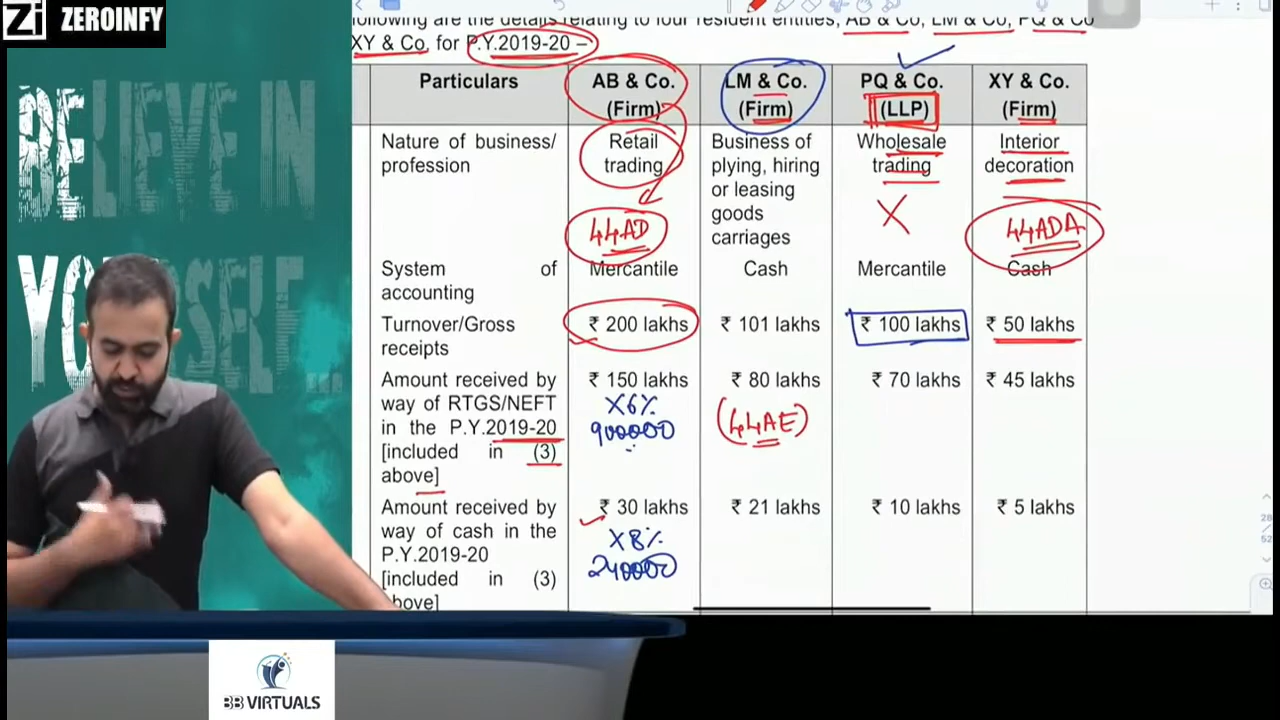 Zi ZEROINFY
BELIEVE IN
following are the details relating to four resident entities, AB & Co, LM & Co, PQ & Co
XY & Co. for P.Y.2019-20 –
Particulars
AB & Co.
(Firm)
LM & Co.
(Firm)
PQ & Co.
(LLP)
XY & Co.
(Firm)
Nature of business/
profession
Retail
trading
44AD
Business of
plying, hiring
or leasing
goods
carriages
Wholesale
trading
X
Interior
decoration
44ADA
System of
accounting
Mercantile
Cash
Mercantile
Cash
Turnover/Gross
receipts
₹ 200 lakhs
₹ 101 lakhs
₹ 100 lakhs
₹ 50 lakhs
Amount received by
way of RTGS/NEFT
in the P.Y.2019-20
[included in (3)
above]
₹ 150 lakhs
X6%
900000
₹ 80 lakhs
(44AE)
₹ 70 lakhs
₹ 45 lakhs
Amount received by
way of cash in the
P.Y.2019-20
[included in (3)
above]
₹ 30 lakhs
X8%
240000
₹ 21 lakhs
₹ 10 lakhs
₹ 5 lakhs
28
52
BB VIRTUALS